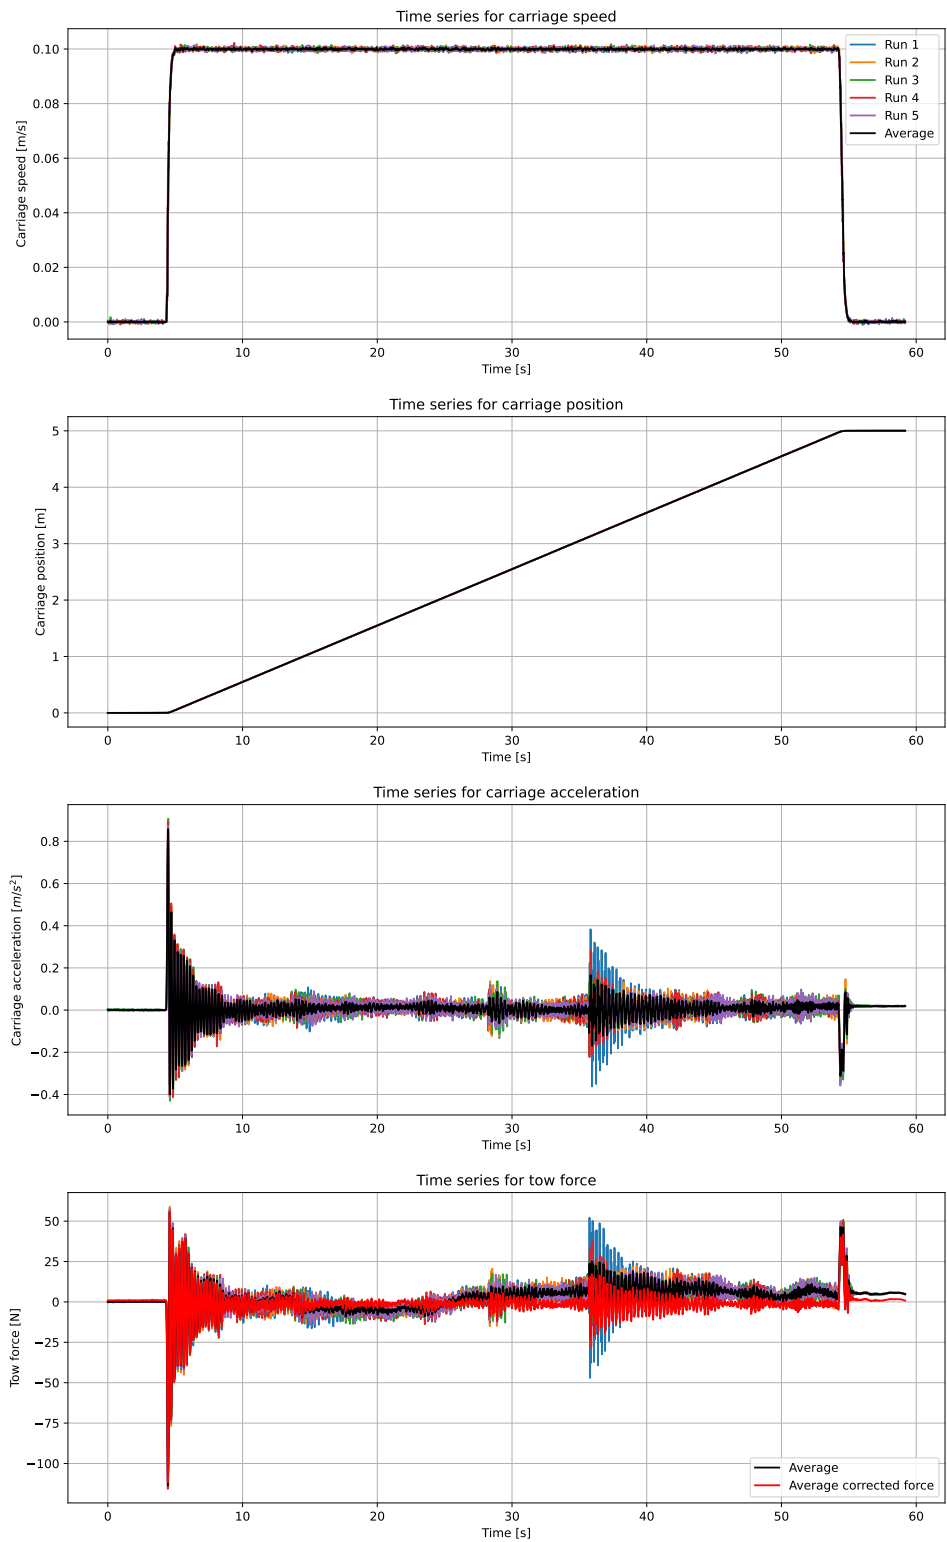 Time series for carriage speed
Carriage speed [m/s]
0.10
0.08
0.06
0.04
0.02
0.00
Run 1
Run 2
Run 3
Run 4
Run 5
Average
0 10 20 30 40 50 60
Time [s]
Time series for carriage position
Carriage position [m]
5
4
3
2
1
0
0 10 20 30 40 50 60
Time [s]
Time series for carriage acceleration
Carriage acceleration [m/s²]
0.8
0.6
0.4
0.2
0.0
−0.2
−0.4
0 10 20 30 40 50 60
Time [s]
Time series for tow force
Tow force [N]
50
25
0
−25
−50
−75
−100
Average
Average corrected force
0 10 20 30 40 50 60
Time [s]